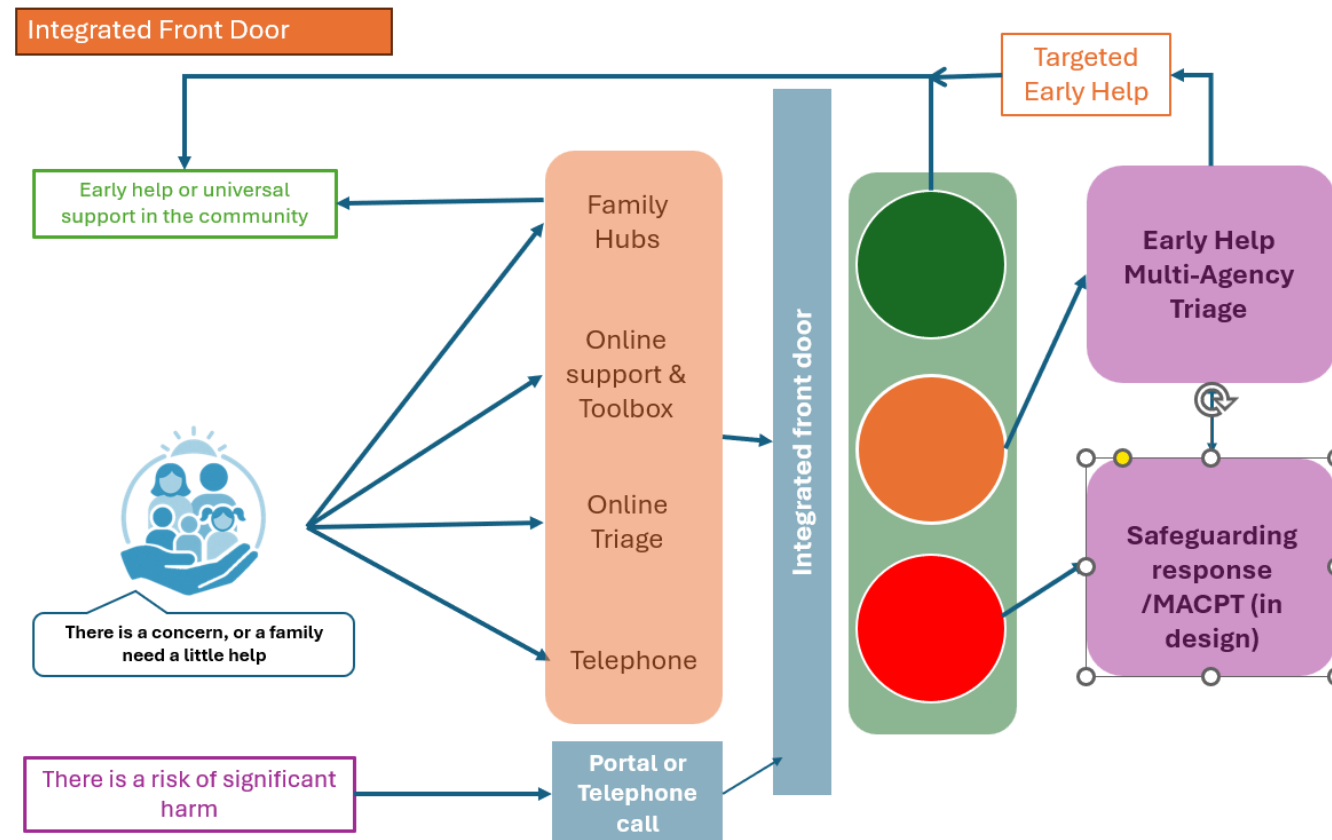 Integrated Front Door
Targeted
Early Help
Early help or universal
support in the community
Family
Hubs
Online
support &
Toolbox
Online
Triage
Telephone
Integrated front door
Early Help
Multi-Agency
Triage
Safeguarding
response
/MACPT (in
design)
There is a concern, or a family
need a little help
There is a risk of significant
harm
Portal or
Telephone
call